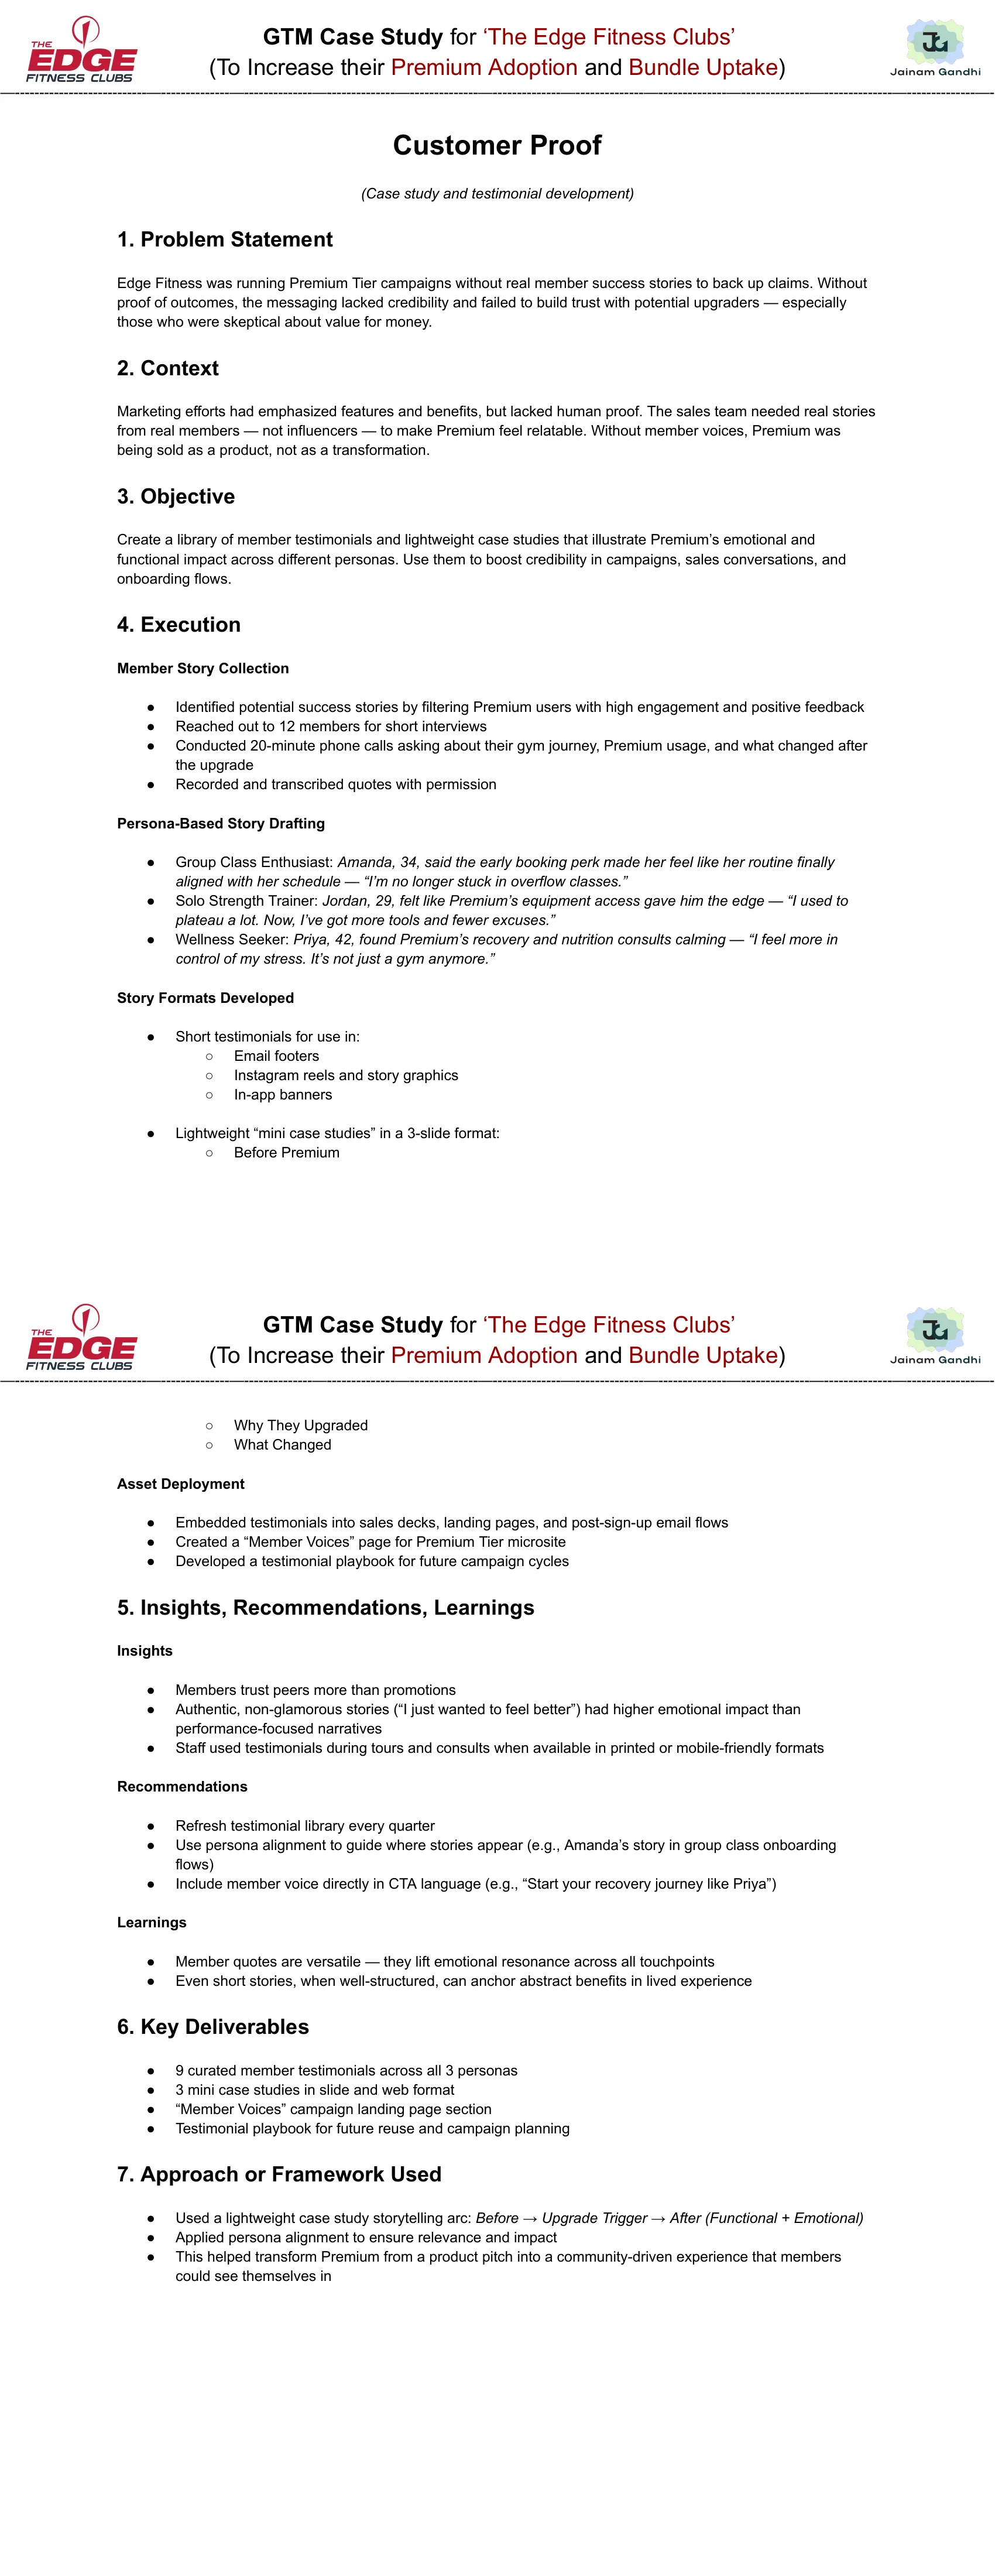 THE
EDGE
FITNESS CLUBS
GTM Case Study for ‘The Edge Fitness Clubs’
(To Increase their Premium Adoption and Bundle Uptake)
JG
Jainam Gandhi
Customer Proof
(Case study and testimonial development)
1. Problem Statement
Edge Fitness was running Premium Tier campaigns without real member success stories to back up claims. Without
proof of outcomes, the messaging lacked credibility and failed to build trust with potential upgraders — especially
those who were skeptical about value for money.
2. Context
Marketing efforts had emphasized features and benefits, but lacked human proof. The sales team needed real stories
from real members — not influencers — to make Premium feel relatable. Without member voices, Premium was
being sold as a product, not as a transformation.
3. Objective
Create a library of member testimonials and lightweight case studies that illustrate Premium’s emotional and
functional impact across different personas. Use them to boost credibility in campaigns, sales conversations, and
onboarding flows.
4. Execution
Member Story Collection
● Identified potential success stories by filtering Premium users with high engagement and positive feedback
● Reached out to 12 members for short interviews
● Conducted 20-minute phone calls asking about their gym journey, Premium usage, and what changed after
the upgrade
● Recorded and transcribed quotes with permission
Persona-Based Story Drafting
● Group Class Enthusiast: Amanda, 34, said the early booking perk made her feel like her routine finally
aligned with her schedule — “I’m no longer stuck in overflow classes.”
● Solo Strength Trainer: Jordan, 29, felt like Premium’s equipment access gave him the edge — “I used to
plateau a lot. Now, I’ve got more tools and fewer excuses.”
● Wellness Seeker: Priya, 42, found Premium’s recovery and nutrition consults calming — “I feel more in
control of my stress. It’s not just a gym anymore.”
Story Formats Developed
● Short testimonials for use in:
○ Email footers
○ Instagram reels and story graphics
○ In-app banners
● Lightweight “mini case studies” in a 3-slide format:
○ Before Premium
THE
EDGE
FITNESS CLUBS
GTM Case Study for ‘The Edge Fitness Clubs’
(To Increase their Premium Adoption and Bundle Uptake)
JG
Jainam Gandhi
○ Why They Upgraded
○ What Changed
Asset Deployment
● Embedded testimonials into sales decks, landing pages, and post-sign-up email flows
● Created a “Member Voices” page for Premium Tier microsite
● Developed a testimonial playbook for future campaign cycles
5. Insights, Recommendations, Learnings
Insights
● Members trust peers more than promotions
● Authentic, non-glamorous stories (“I just wanted to feel better”) had higher emotional impact than
performance-focused narratives
● Staff used testimonials during tours and consults when available in printed or mobile-friendly formats
Recommendations
● Refresh testimonial library every quarter
● Use persona alignment to guide where stories appear (e.g., Amanda’s story in group class onboarding
flows)
● Include member voice directly in CTA language (e.g., “Start your recovery journey like Priya”)
Learnings
● Member quotes are versatile — they lift emotional resonance across all touchpoints
● Even short stories, when well-structured, can anchor abstract benefits in lived experience
6. Key Deliverables
● 9 curated member testimonials across all 3 personas
● 3 mini case studies in slide and web format
● “Member Voices” campaign landing page section
● Testimonial playbook for future reuse and campaign planning
7. Approach or Framework Used
● Used a lightweight case study storytelling arc: Before → Upgrade Trigger → After (Functional + Emotional)
● Applied persona alignment to ensure relevance and impact
● This helped transform Premium from a product pitch into a community-driven experience that members
could see themselves in